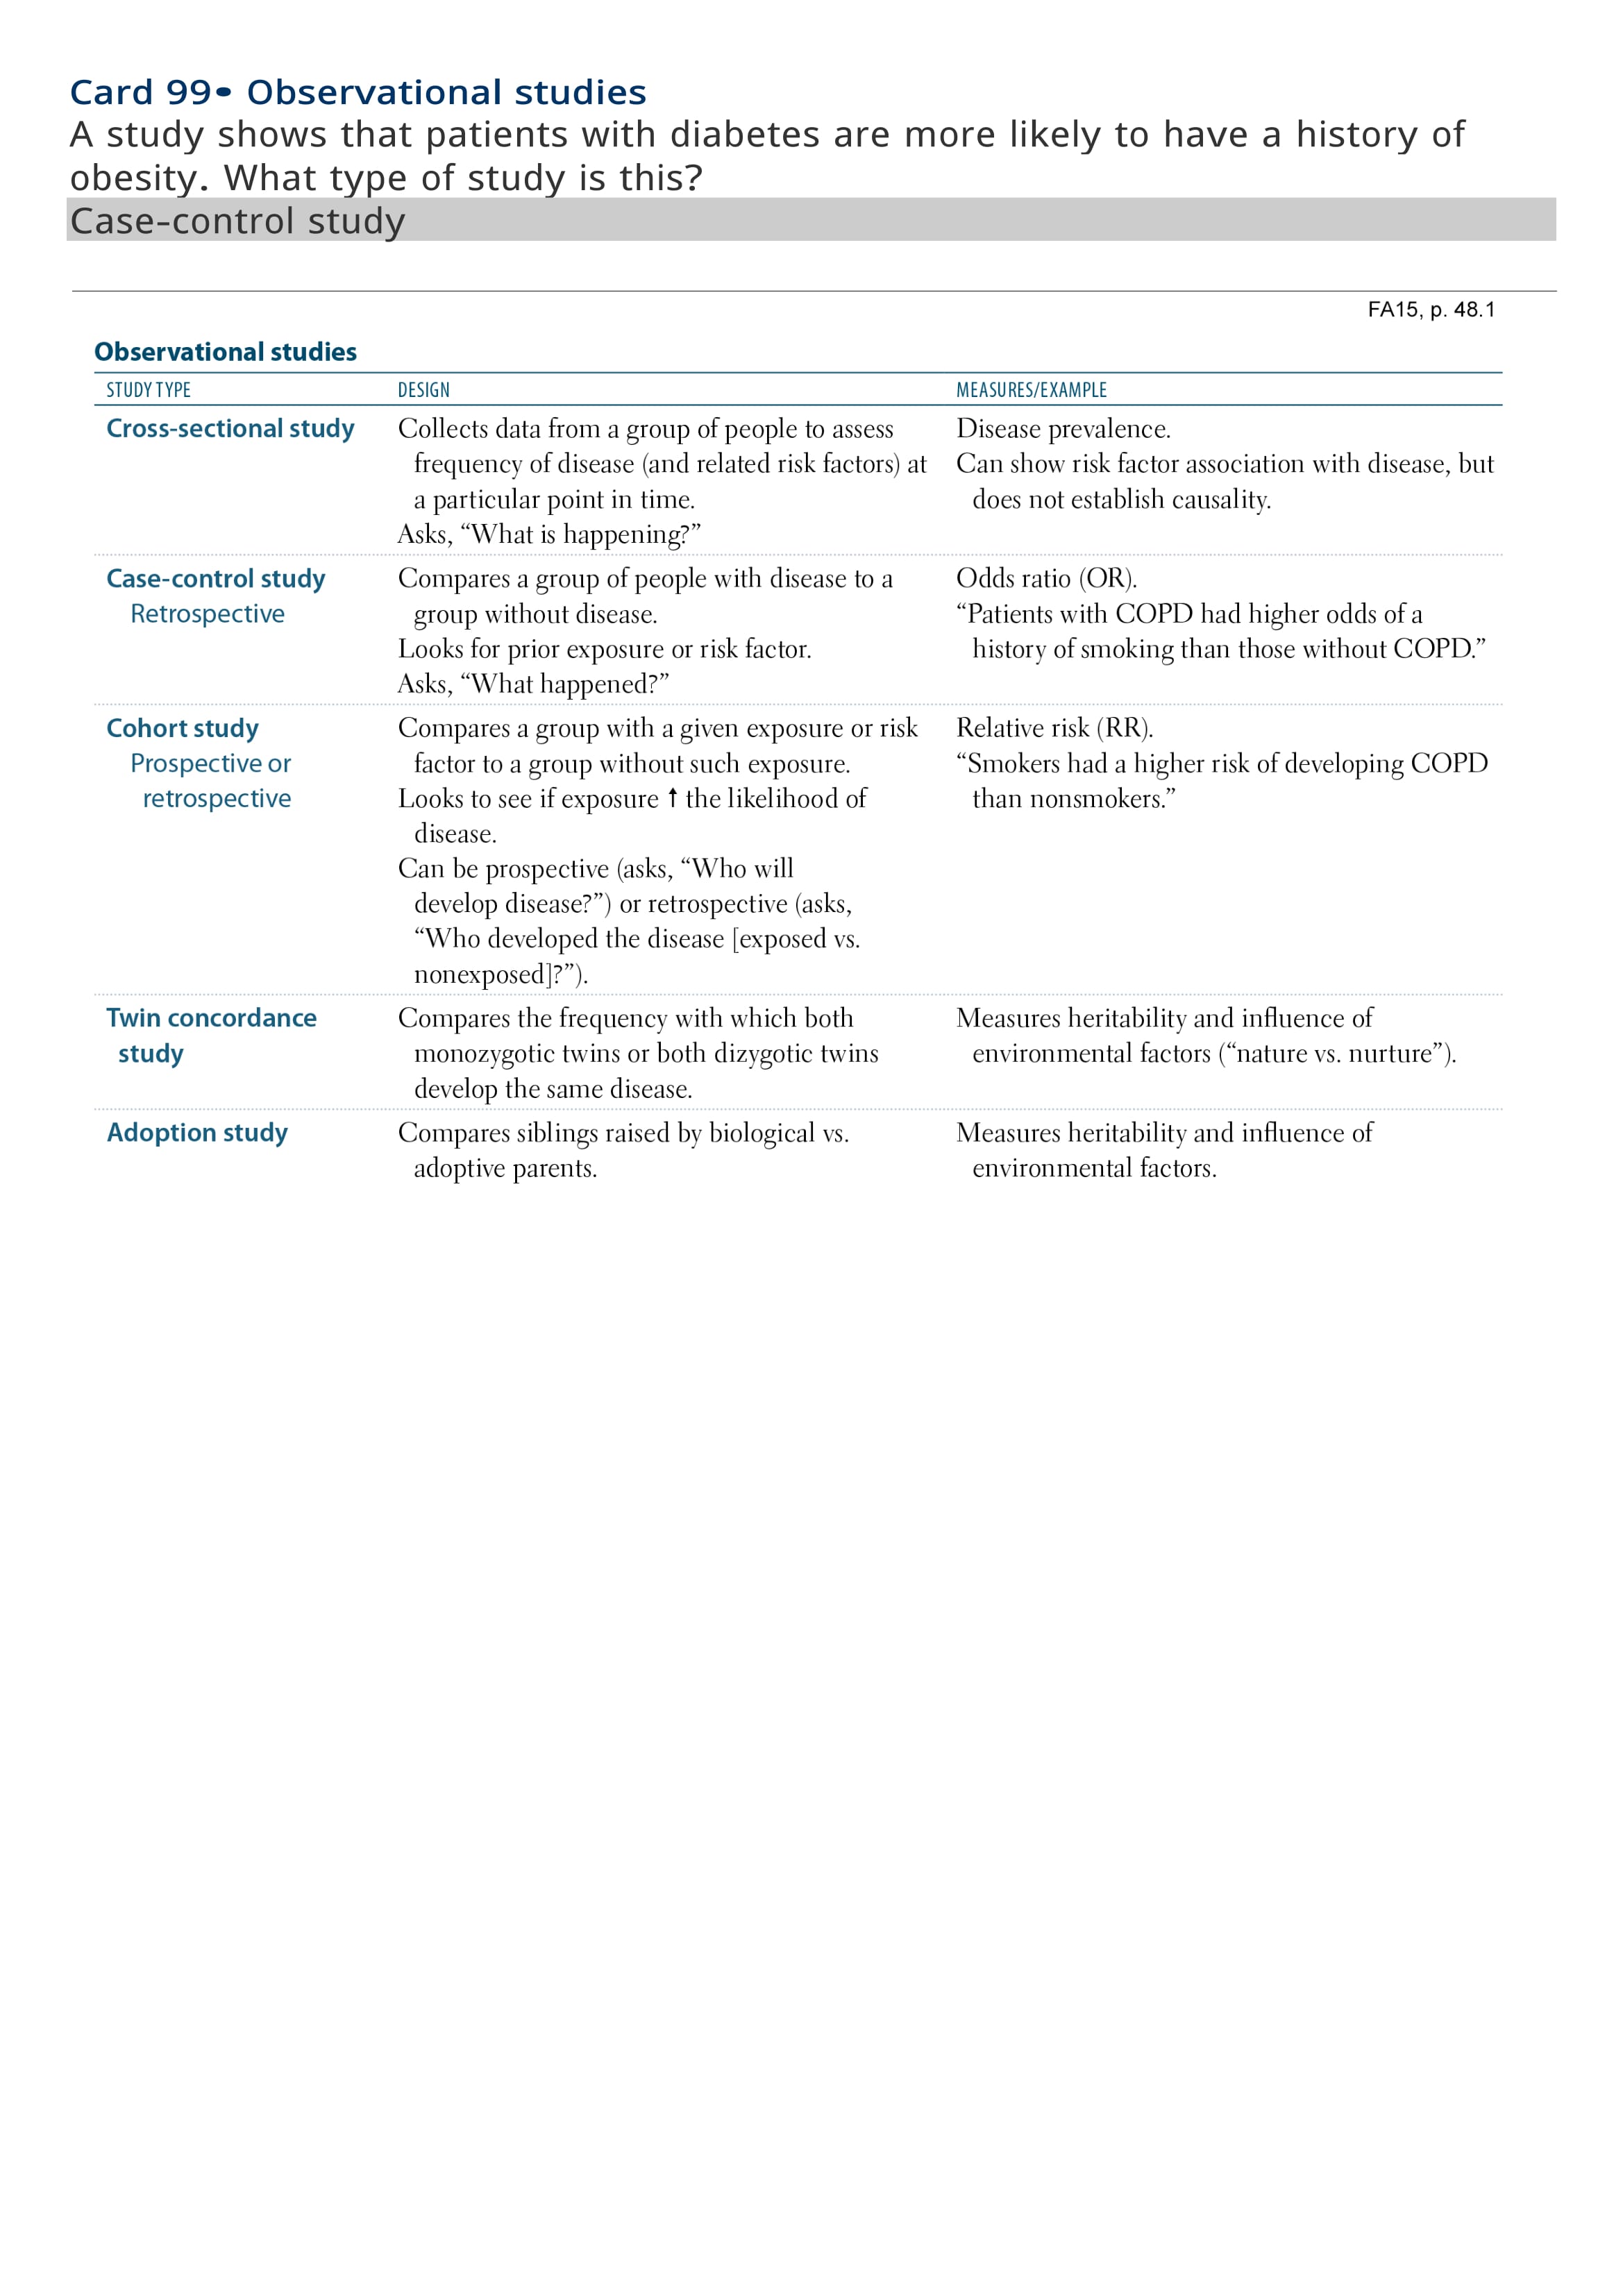 Card 99• Observational studies
A study shows that patients with diabetes are more likely to have a history of
obesity. What type of study is this?
Case-control study
FA15, p. 48.1
Observational studies
STUDY TYPE DESIGN MEASURES/EXAMPLE
Cross-sectional study Collects data from a group of people to assess Disease prevalence.
frequency of disease (and related risk factors) at Can show risk factor association with disease, but
a particular point in time. does not establish causality.
Asks, “What is happening?”
Case-control study Compares a group of people with disease to a Odds ratio (OR).
Retrospective group without disease. “Patients with COPD had higher odds of a
Looks for prior exposure or risk factor. history of smoking than those without COPD.”
Asks, “What happened?”
Cohort study Compares a group with a given exposure or risk Relative risk (RR).
Prospective or factor to a group without such exposure. “Smokers had a higher risk of developing COPD
retrospective Looks to see if exposure ↑ the likelihood of than nonsmokers.”
disease.
Can be prospective (asks, “Who will
develop disease?”) or retrospective (asks,
“Who developed the disease [exposed vs.
nonexposed]?”).
Twin concordance Compares the frequency with which both Measures heritability and influence of
study monozygotic twins or both dizygotic twins environmental factors (“nature vs. nurture”).
develop the same disease.
Adoption study Compares siblings raised by biological vs. Measures heritability and influence of
adoptive parents. environmental factors.